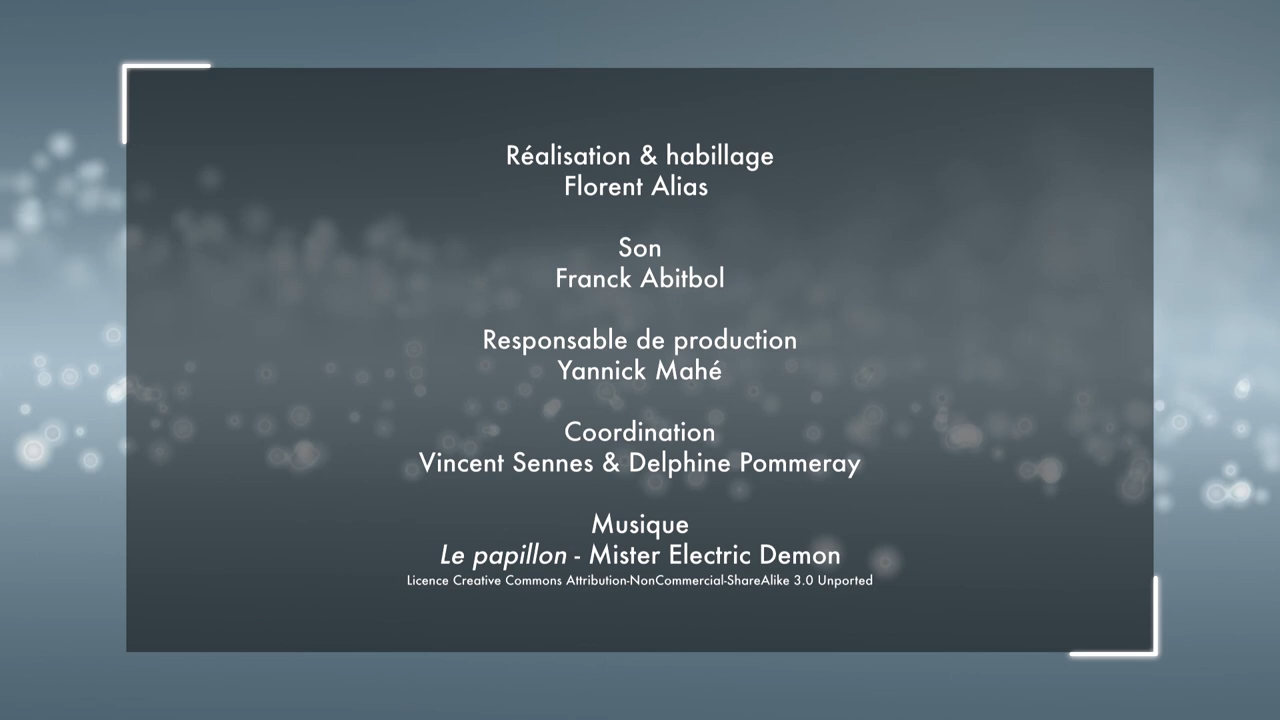 Réalisation & habillage
Florent Alias
Son
Franck Abitbol
Responsable de production
Yannick Mahé
Coordination
Vincent Sennes & Delphine Pommeray
Musique
Le papillon - Mister Electric Demon
Licence Creative Commons Attribution-NonCommercial-ShareAlike 3.0 Unported